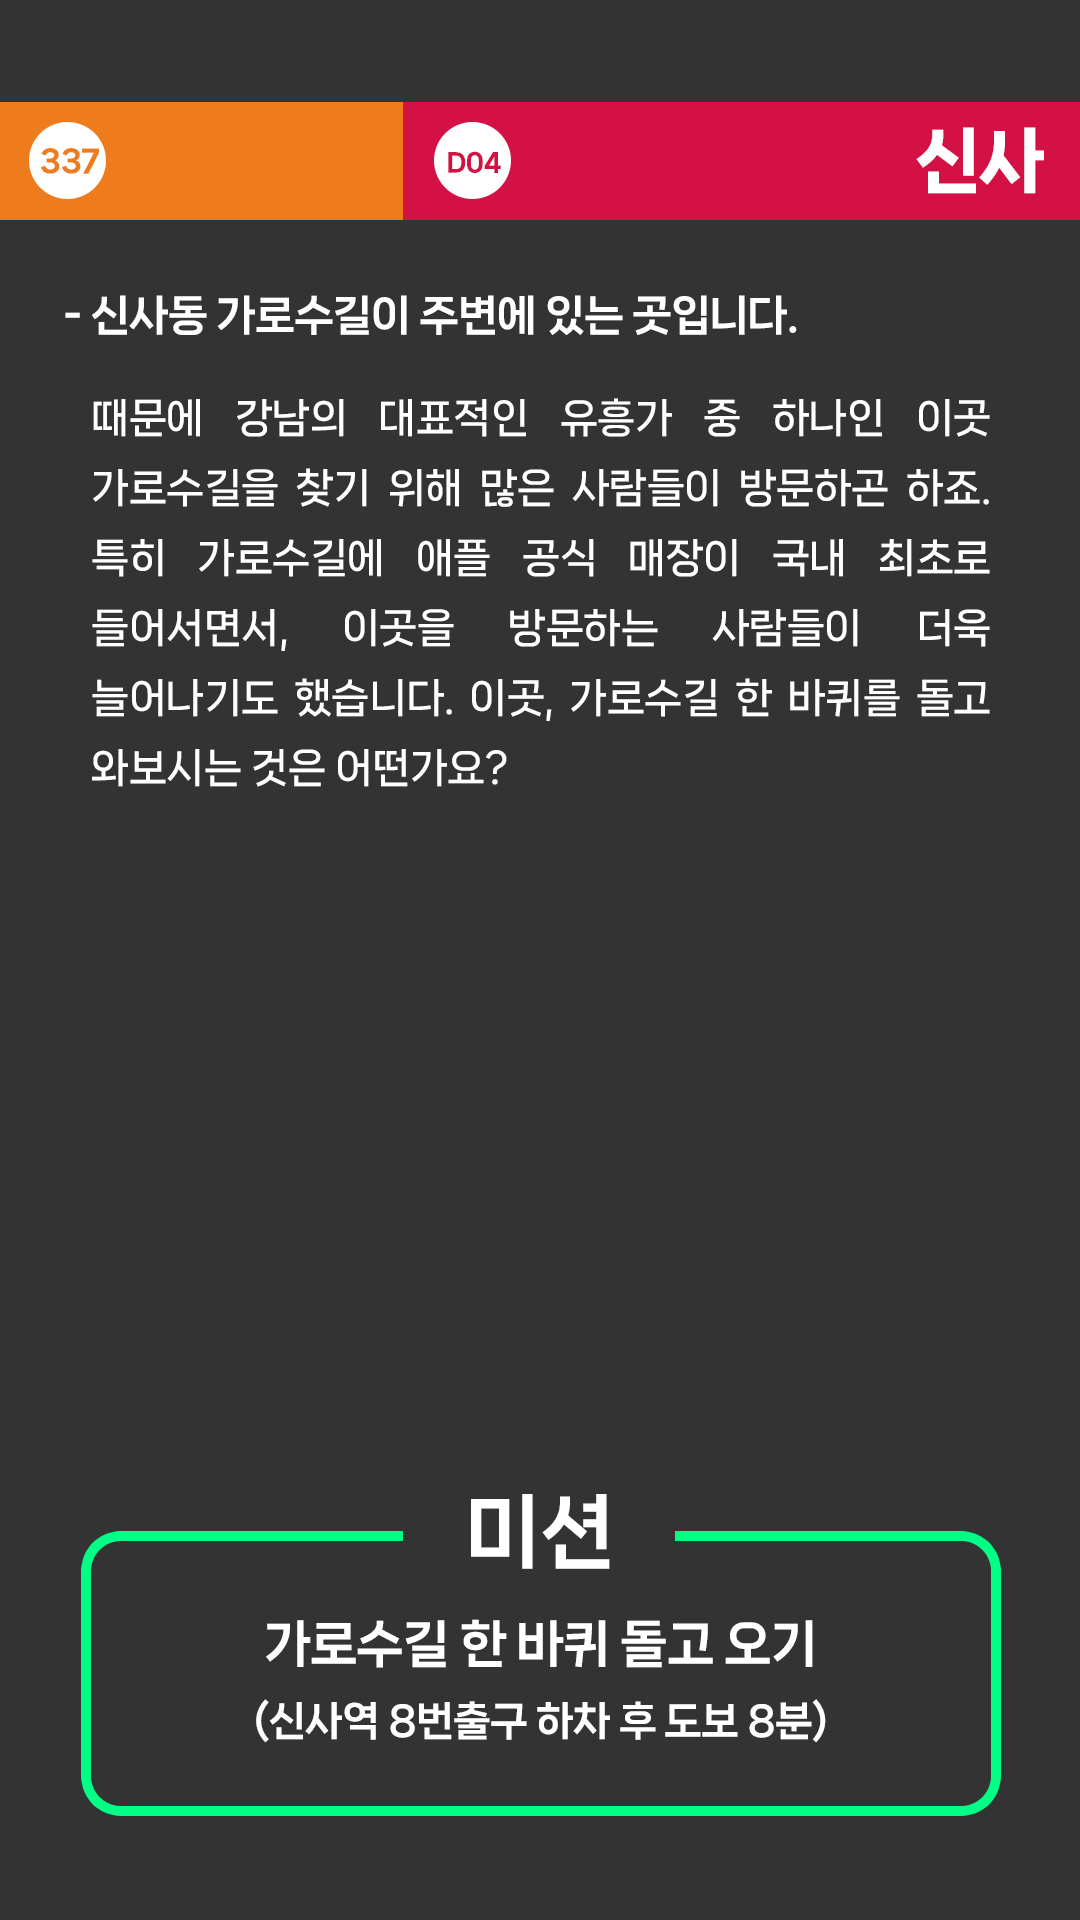 337
D04
신사
- 신사동 가로수길이 주변에 있는 곳입니다.
때문에 강남의 대표적인 유흥가 중 하나인 이곳
가로수길을 찾기 위해 많은 사람들이 방문하곤 하죠.
특히 가로수길에 애플 공식 매장이 국내 최초로
들어서면서, 이곳을 방문하는 사람들이 더욱
늘어나기도 했습니다. 이곳, 가로수길 한 바퀴를 돌고
와보시는 것은 어떤가요?
미션
가로수길 한 바퀴 돌고 오기
(신사역 8번출구 하차 후 도보 8분)